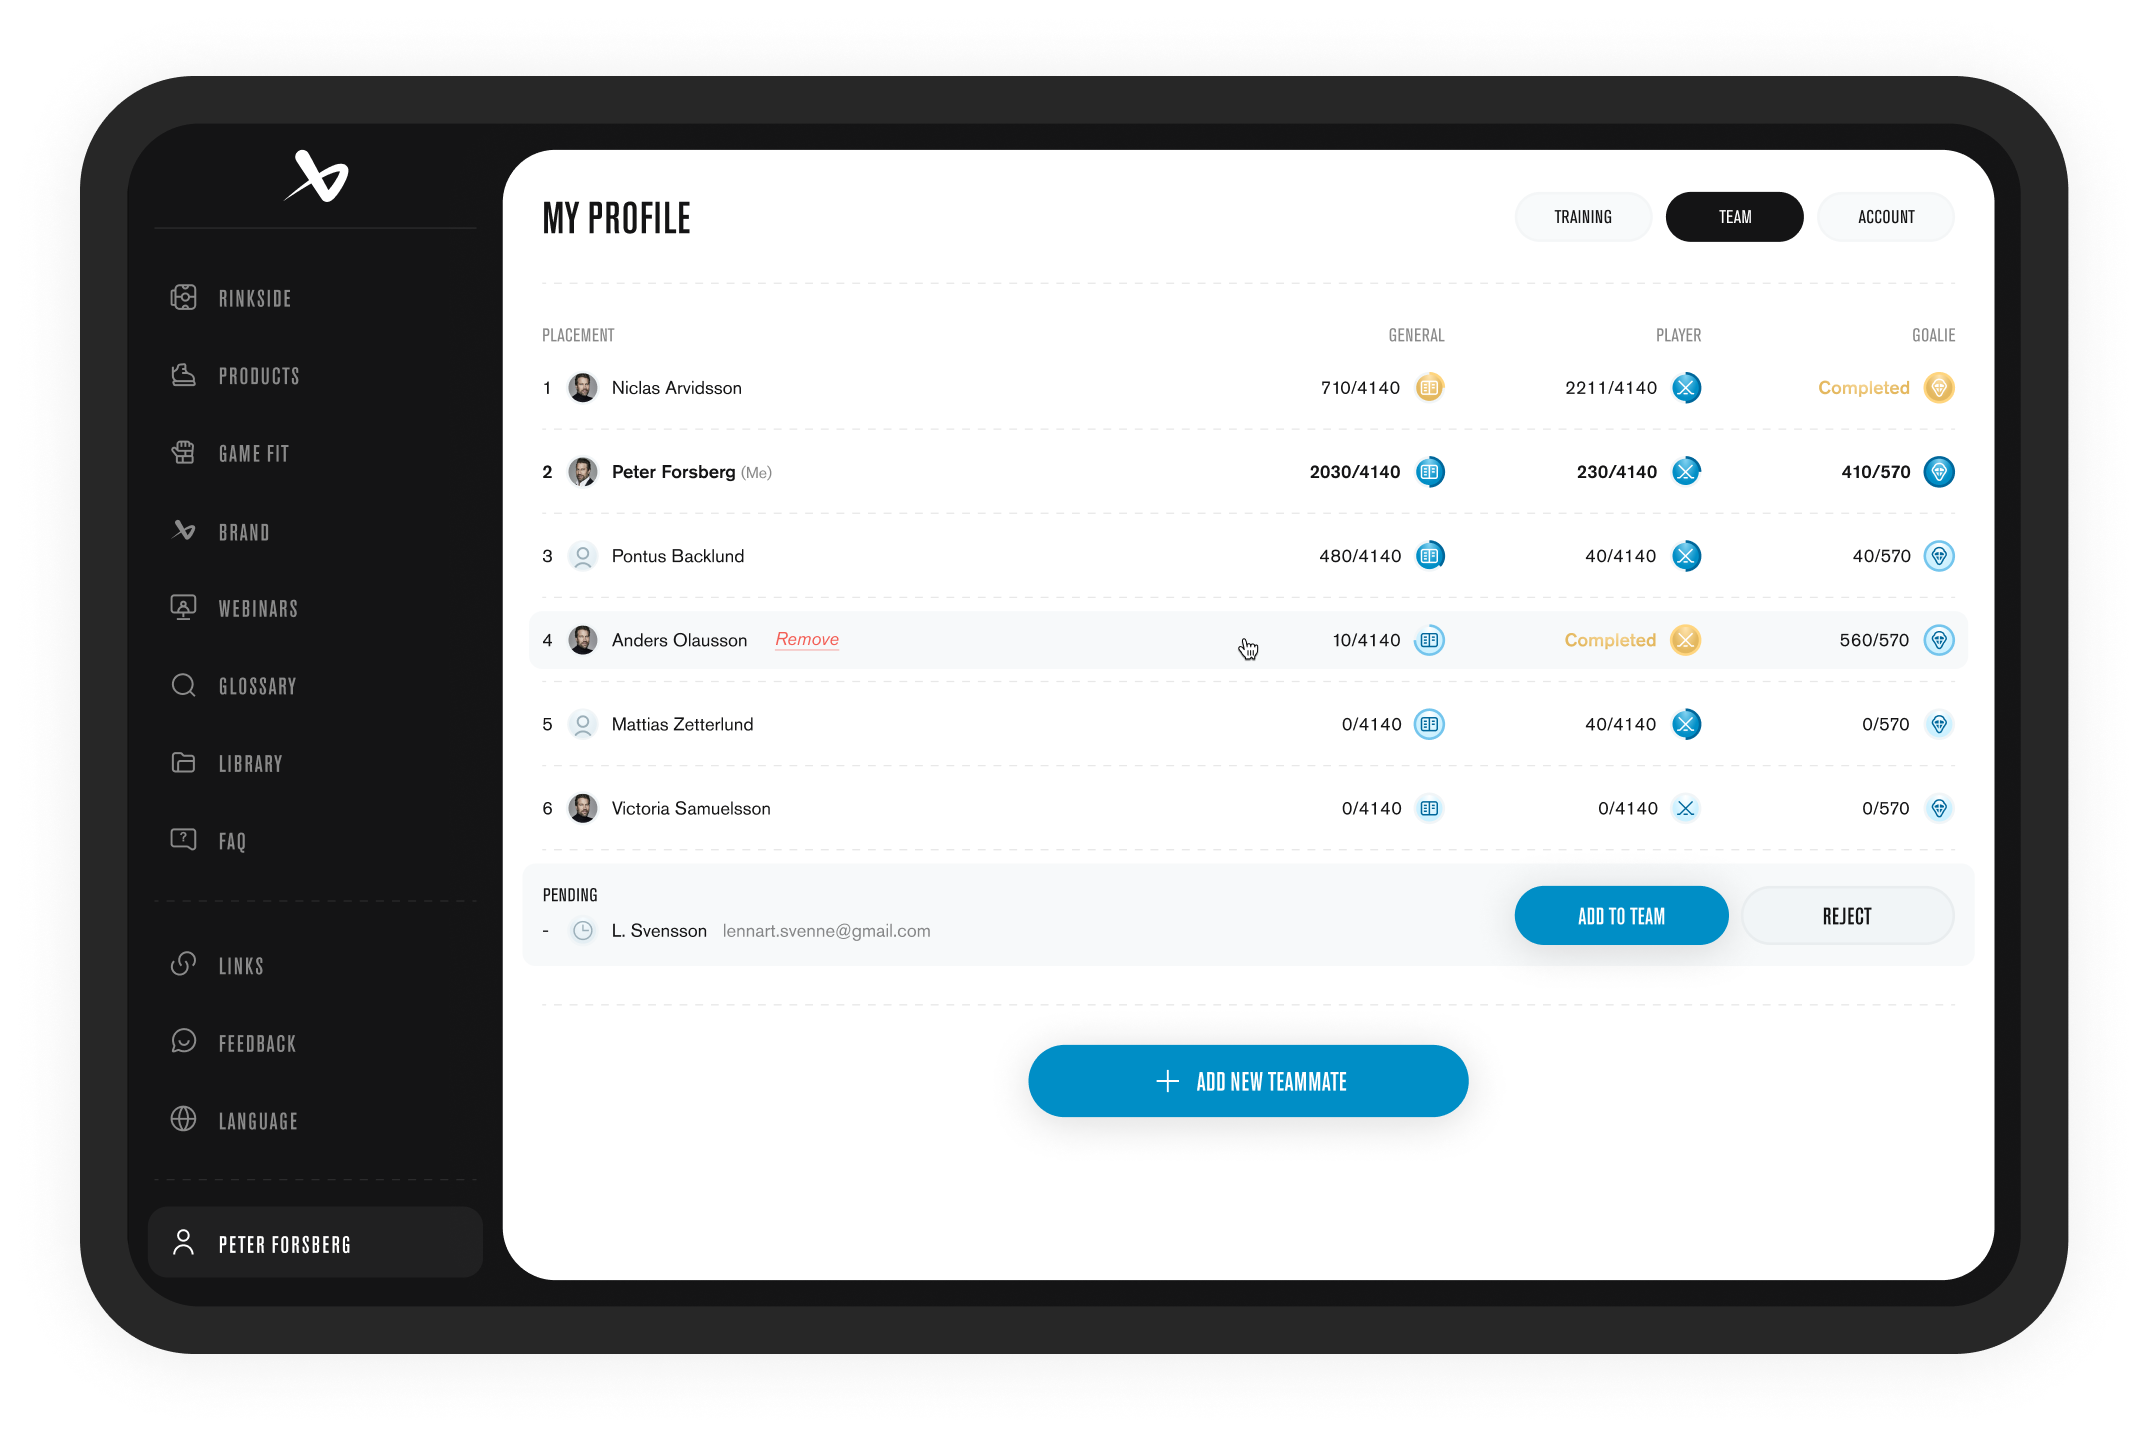 MY PROFILE
TRAINING
TEAM
ACCOUNT
RINKSIDE
PRODUCTS
GAME FIT
BRAND
WEBINARS
GLOSSARY
LIBRARY
FAQ
LINKS
FEEDBACK
LANGUAGE
PETER FORSBERG
PLACEMENT GENERAL PLAYER GOALIE
1 Niclas Arvidsson 710/4140 2211/4140 Completed
2 Peter Forsberg (Me) 2030/4140 230/4140 410/570
3 Pontus Backlund 480/4140 40/4140 40/570
4 Anders Olausson Remove 10/4140 Completed 560/570
5 Mattias Zetterlund 0/4140 40/4140 0/570
6 Victoria Samuelsson 0/4140 0/4140 0/570
PENDING
- L. Svensson lennart.svenne@gmail.com
ADD TO TEAM
REJECT
ADD NEW TEAMMATE